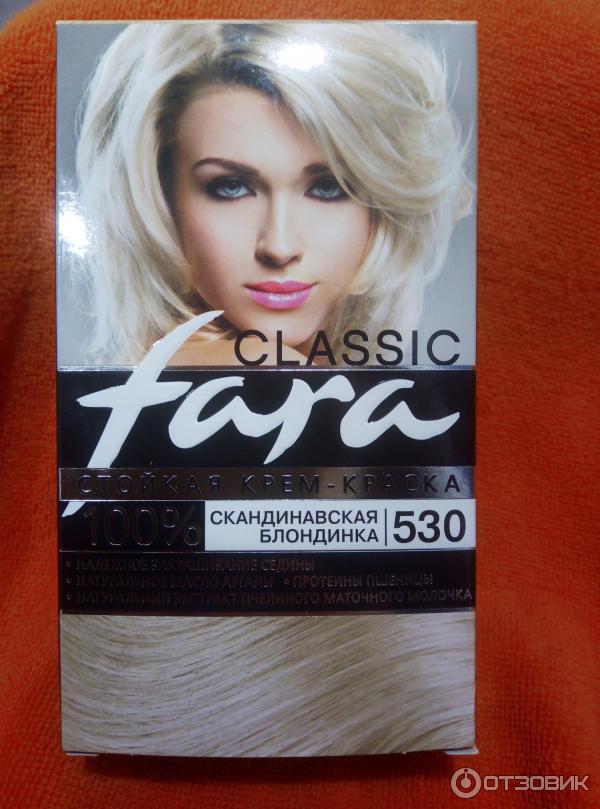 CLASSIC
fara
СТОЙКАЯ КРЕМ-КРАСКА
100%
СКАНДИНАВСКАЯ
БЛОНДИНКА
530
• НАДЕЖНОЕ ЗАКРАШИВАНИЕ СЕДИНЫ
• НАТУРАЛЬНОЕ МАСЛО АРГАНЫ • ПРОТЕИНЫ ПШЕНИЦЫ
• НАТУРАЛЬНЫЙ ЭКСТРАКТ ПЧЕЛИНОГО МАТОЧНОГО МОЛОЧКА
ОТЗОВИК